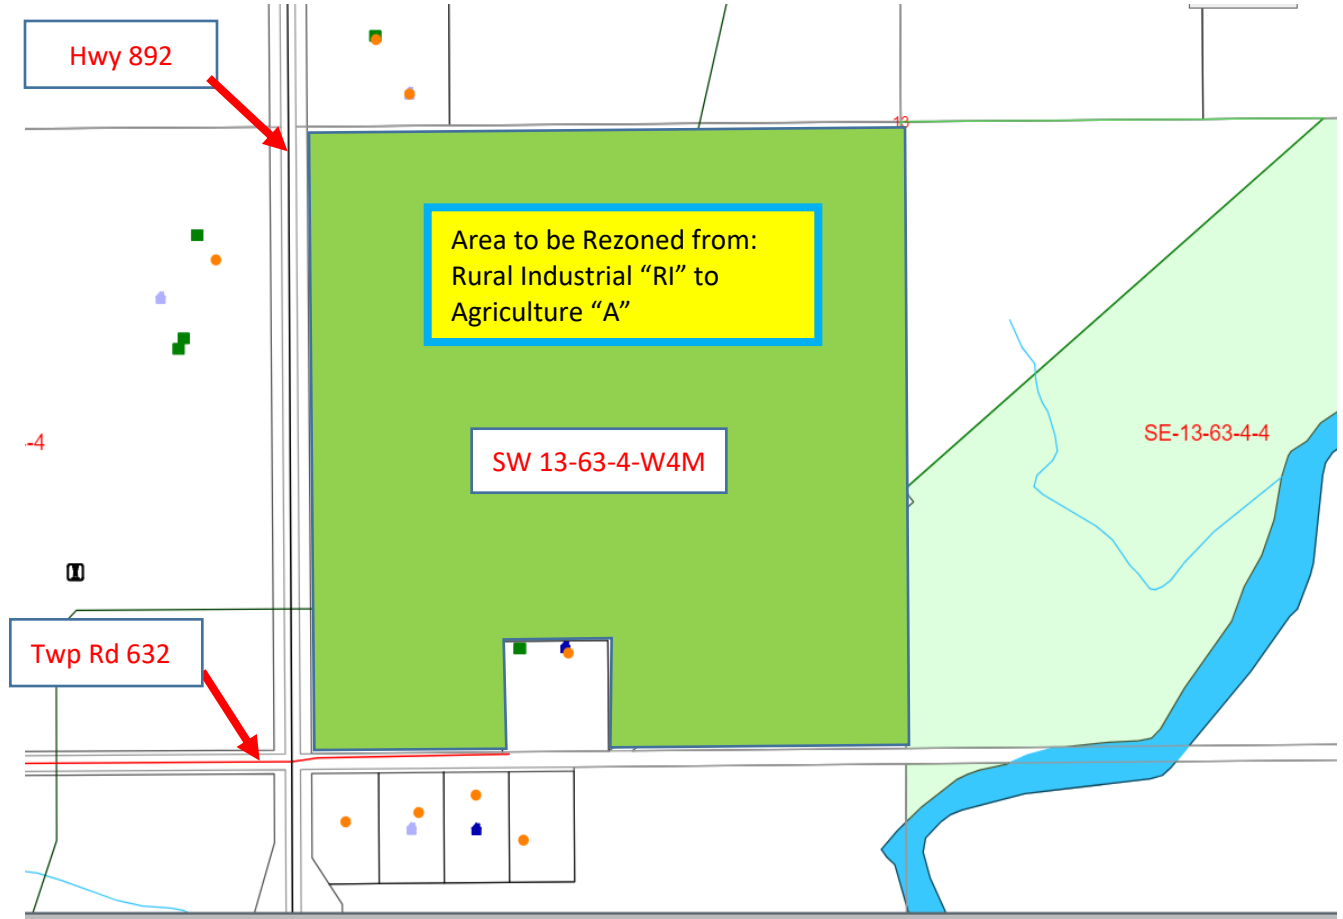 Hwy 892
13
Area to be Rezoned from:
Rural Industrial “RI” to
Agriculture “A”
-4
SW 13-63-4-W4M
SE-13-63-4-4
Twp Rd 632